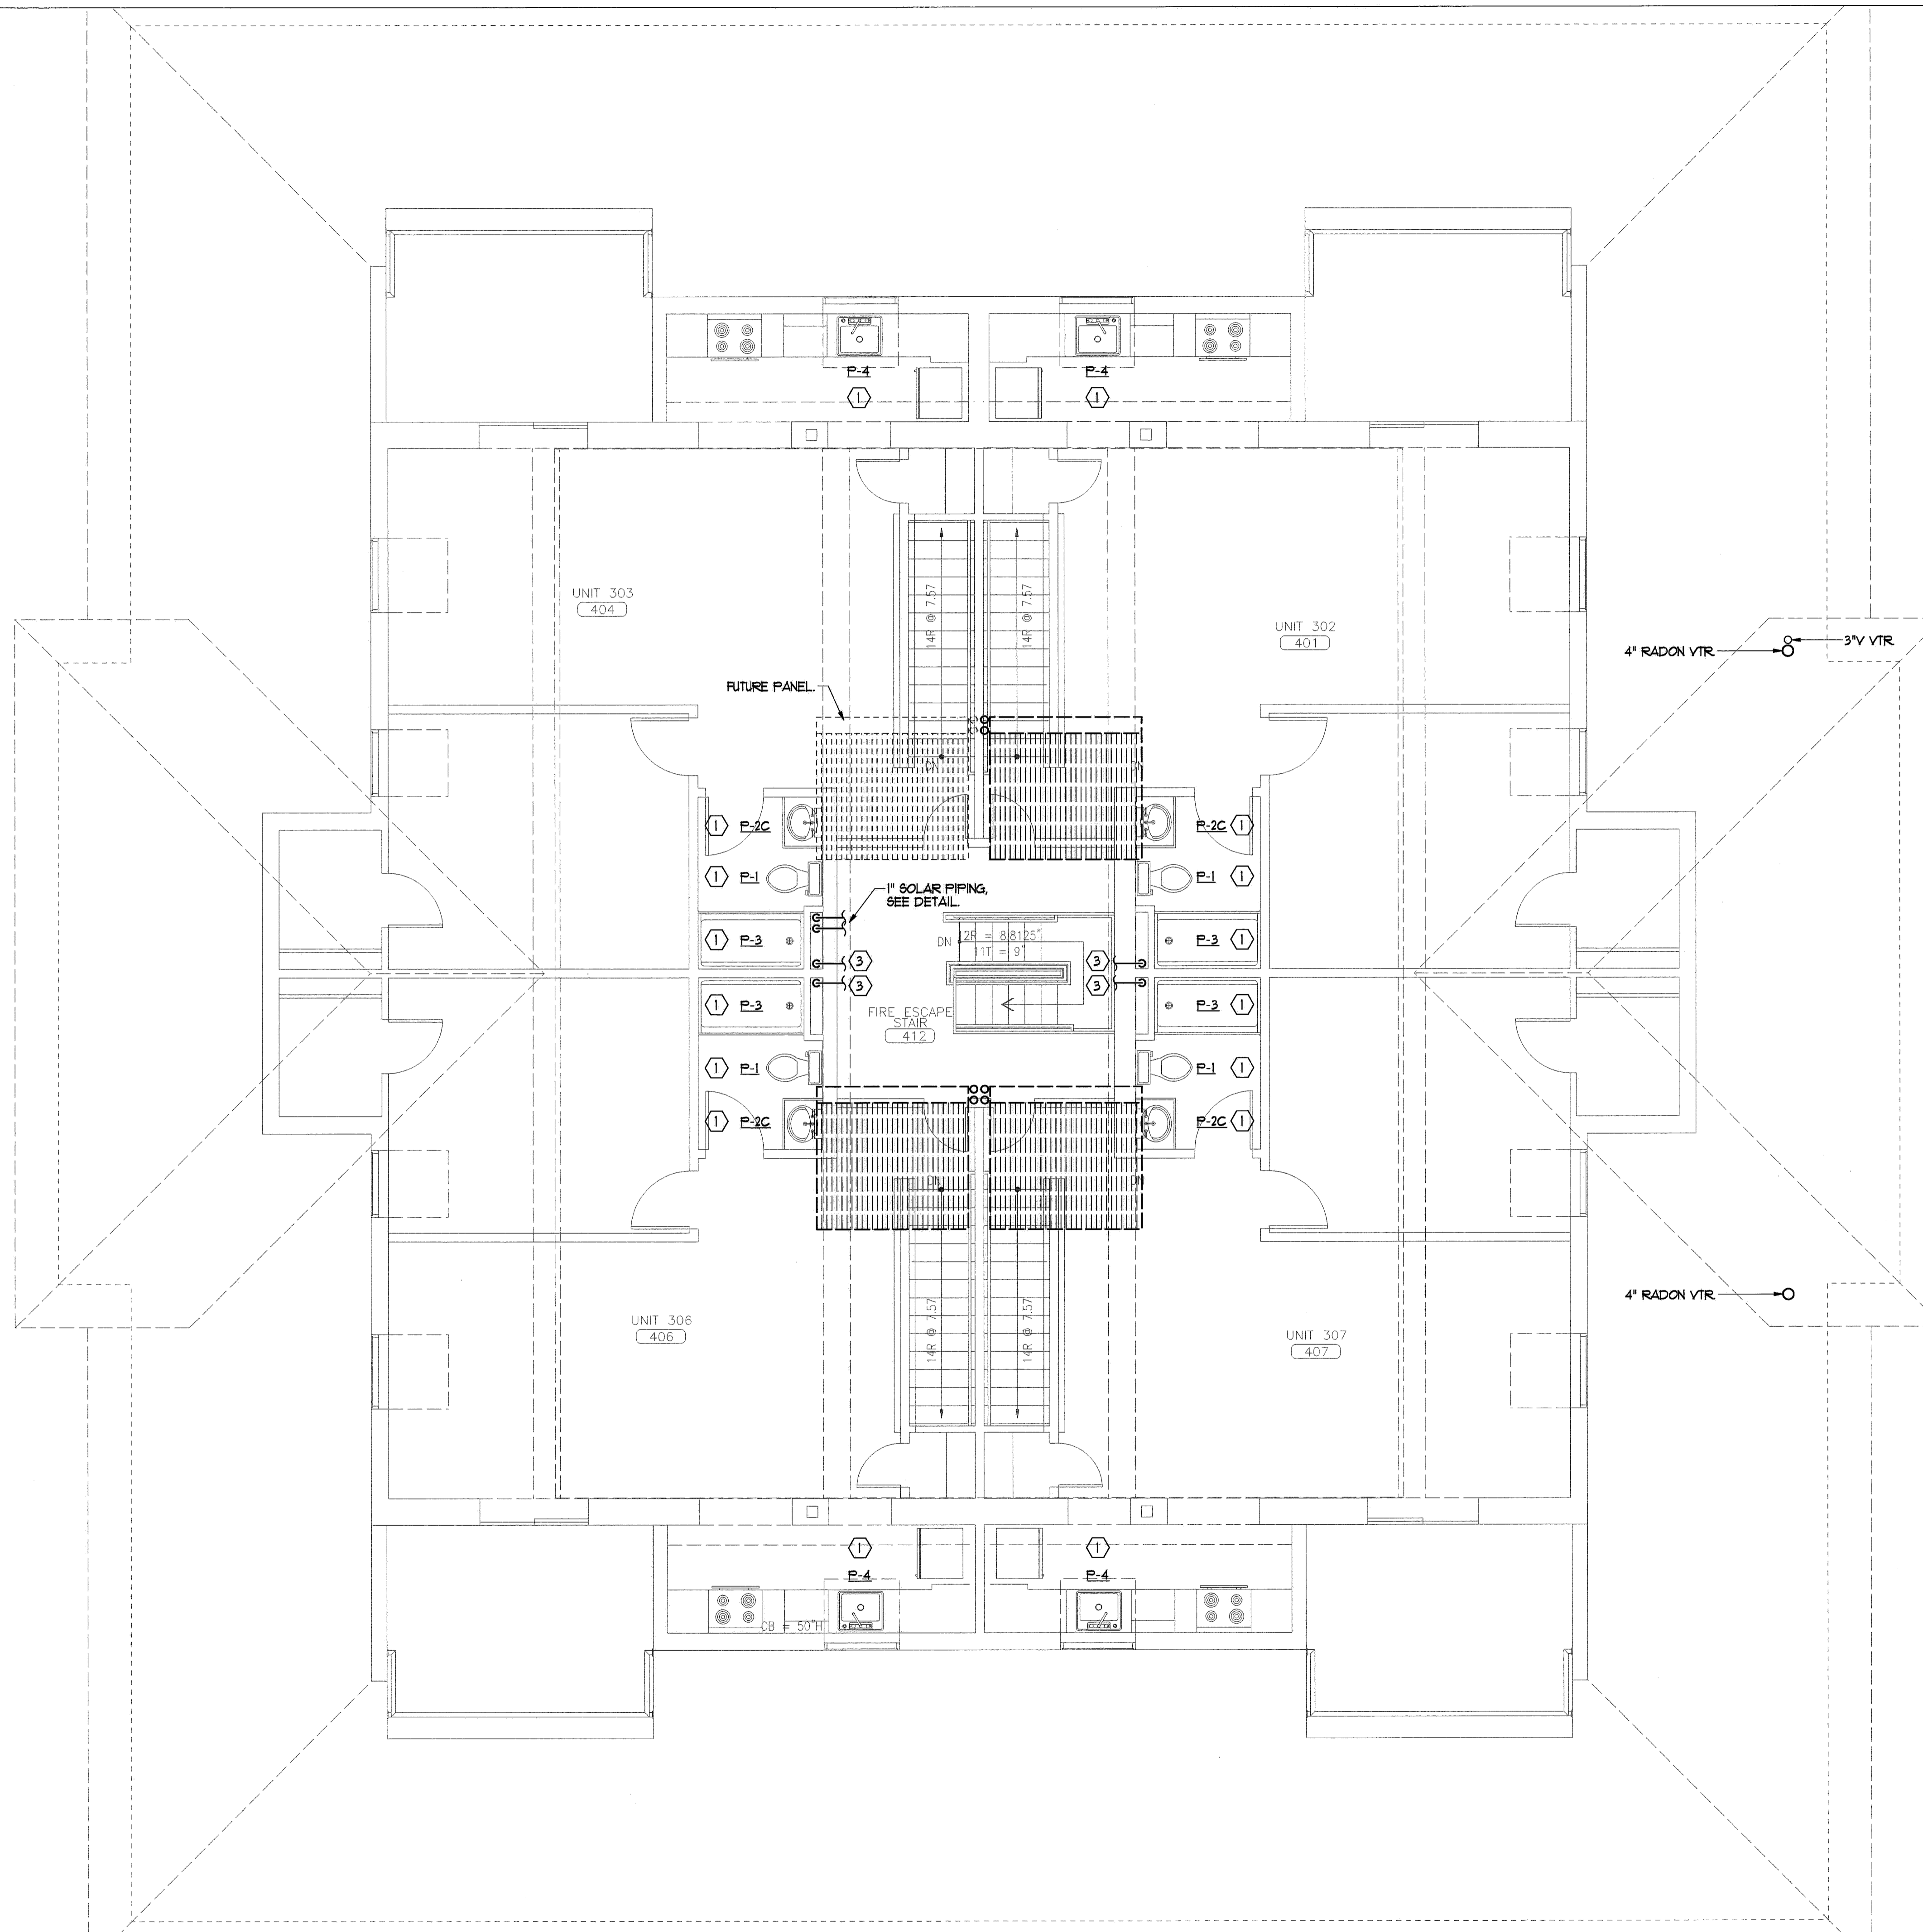 P-4
P-4
1
1
UNIT 303
404
14R @ 7.57
14R @ 7.57
UNIT 302
401
3"V VTR
4" RADON VTR
FUTURE PANEL.
DN
1 P-2C
P-2C 1
1 P-1
P-1 1
1" SOLAR PIPING,
SEE DETAIL.
1 P-3
DN
12R = 8.8125"
11T = 9"
P-3 1
3
3
3
3
1 P-3
P-3 1
FIRE ESCAPE
STAIR
412
1 P-1
P-1 1
1 P-2C
P-2C 1
DN
DN
4" RADON VTR
UNIT 306
406
14R @ 7.57
14R @ 7.57
UNIT 307
407
1
1
P-4
P-4
CB = 50"H